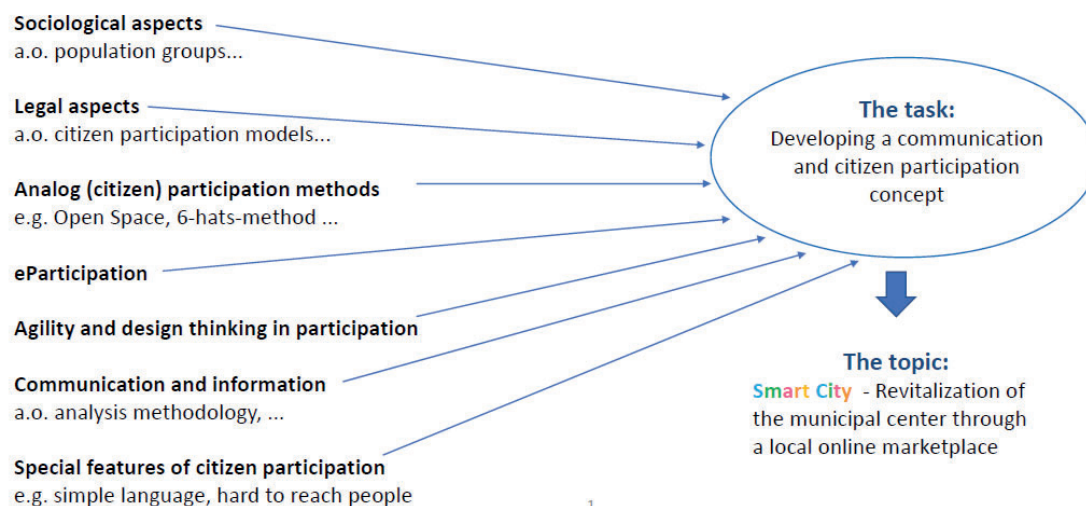 Sociological aspects
a.o. population groups...
Legal aspects
a.o. citizen participation models...
Analog (citizen) participation methods
e.g. Open Space, 6-hats-method ...
eParticipation
Agility and design thinking in participation
Communication and information
a.o. analysis methodology, ...
Special features of citizen participation
e.g. simple language, hard to reach people
The task:
Developing a communication
and citizen participation
concept
The topic:
Smart City - Revitalization of
the municipal center through
a local online marketplace
1